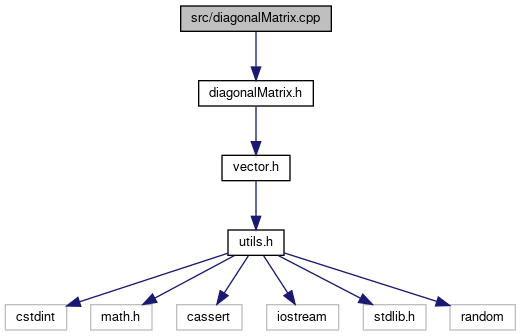 src/diagonalMatrix.cpp
diagonalMatrix.h
vector.h
utils.h
cstdint math.h cassert iostream stdlib.h random